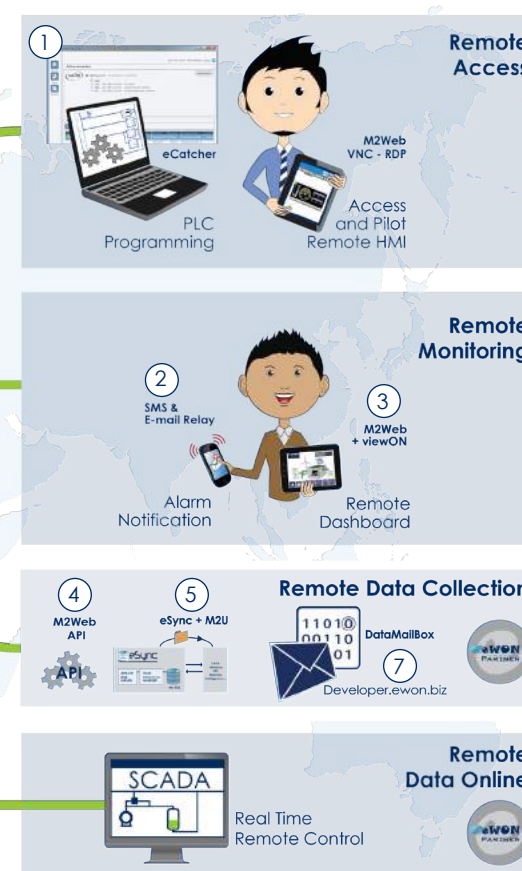 1
Remote
Access
eCatcher
M2Web
VNC - RDP
PLC
Programming
Access
and Pilot
Remote HMI
Remote
Monitoring
2
SMS &
E-mail Relay
3
M2Web
+ viewON
Alarm
Notification
Remote
Dashboard
Remote Data Collection
4
M2Web
API
API
5
eSync + M2U
eSync
11010
00110
01
DataMailBox
7
Developer.ewon.biz
eWON
PARTNER
Remote
Data Online
SCADA
Real Time
Remote Control
eWON
PARTNER